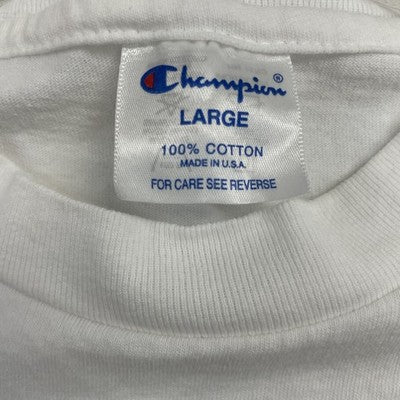 Champion®
LARGE
100% COTTON
MADE IN U.S.A.
FOR CARE SEE REVERSE